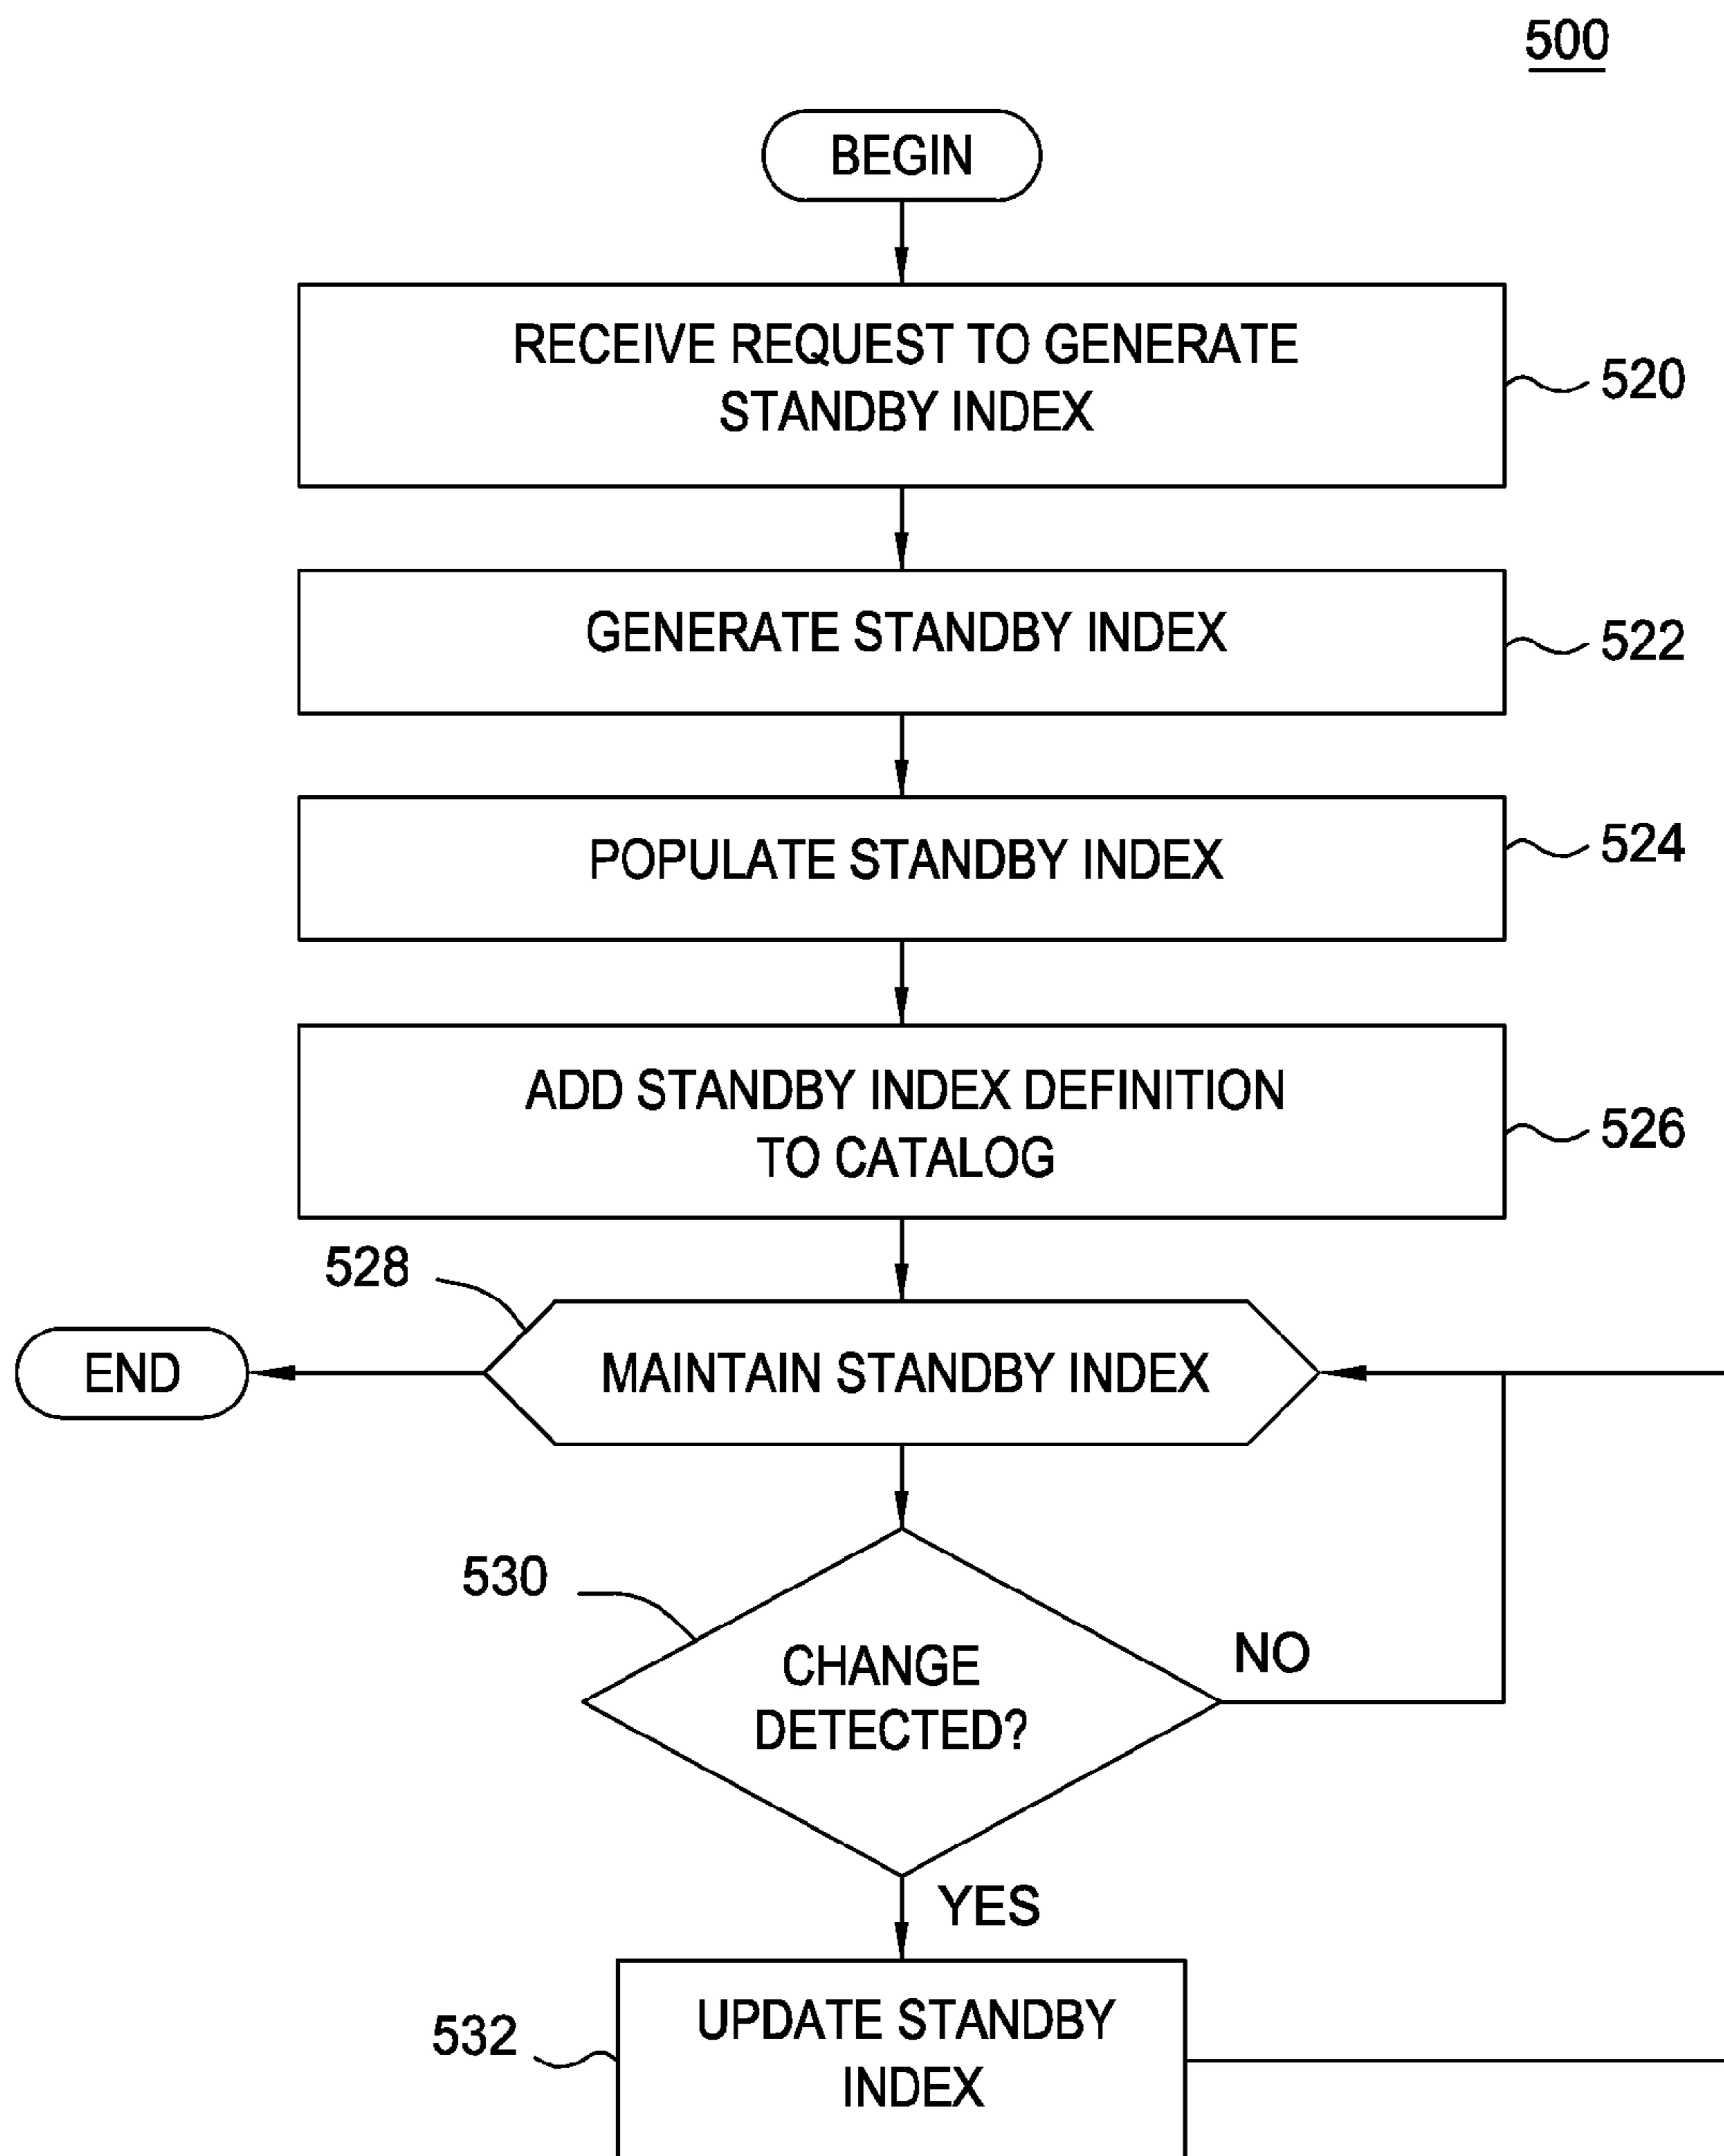 500
BEGIN
RECEIVE REQUEST TO GENERATE
STANDBY INDEX
520
GENERATE STANDBY INDEX
522
POPULATE STANDBY INDEX
524
ADD STANDBY INDEX DEFINITION
TO CATALOG
526
528
END
MAINTAIN STANDBY INDEX
530
CHANGE
DETECTED?
NO
YES
532
UPDATE STANDBY
INDEX